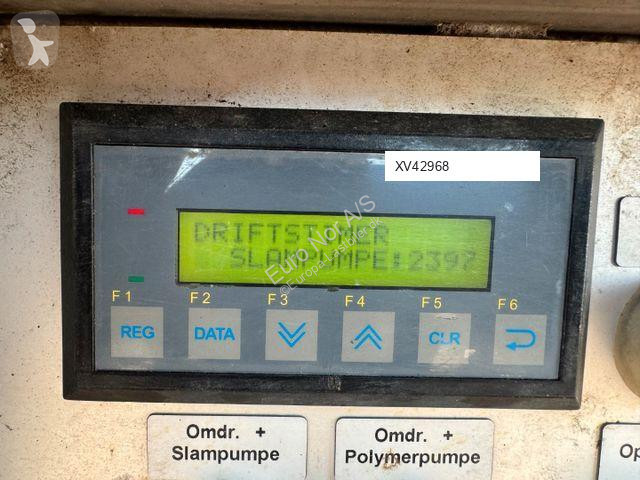 XV42968
DRIFTSTIMER
SLAMPUMPE:2397
Euro Nor A/S
F1 F2 F3 F4 F5 F6
REG DATA CLR
Omdr. + Slampumpe
Omdr. + Polymerpumpe
Op